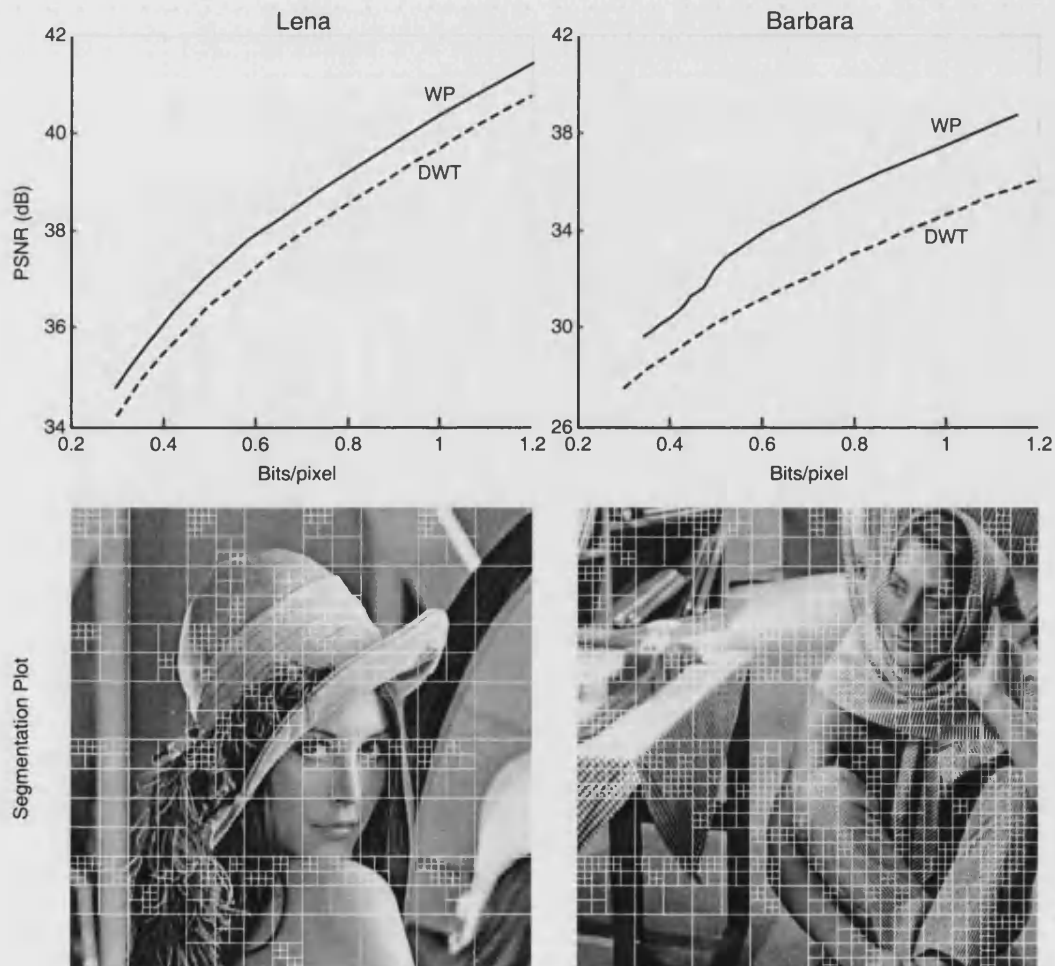 Lena
Barbara
42
40
38
36
34
PSNR (dB)
WP
DWT
0.2
0.4
0.6
0.8
1
1.2
Bits/pixel
42
38
34
30
26
WP
DWT
0.2
0.4
0.6
0.8
1
1.2
Bits/pixel
Segmentation Plot